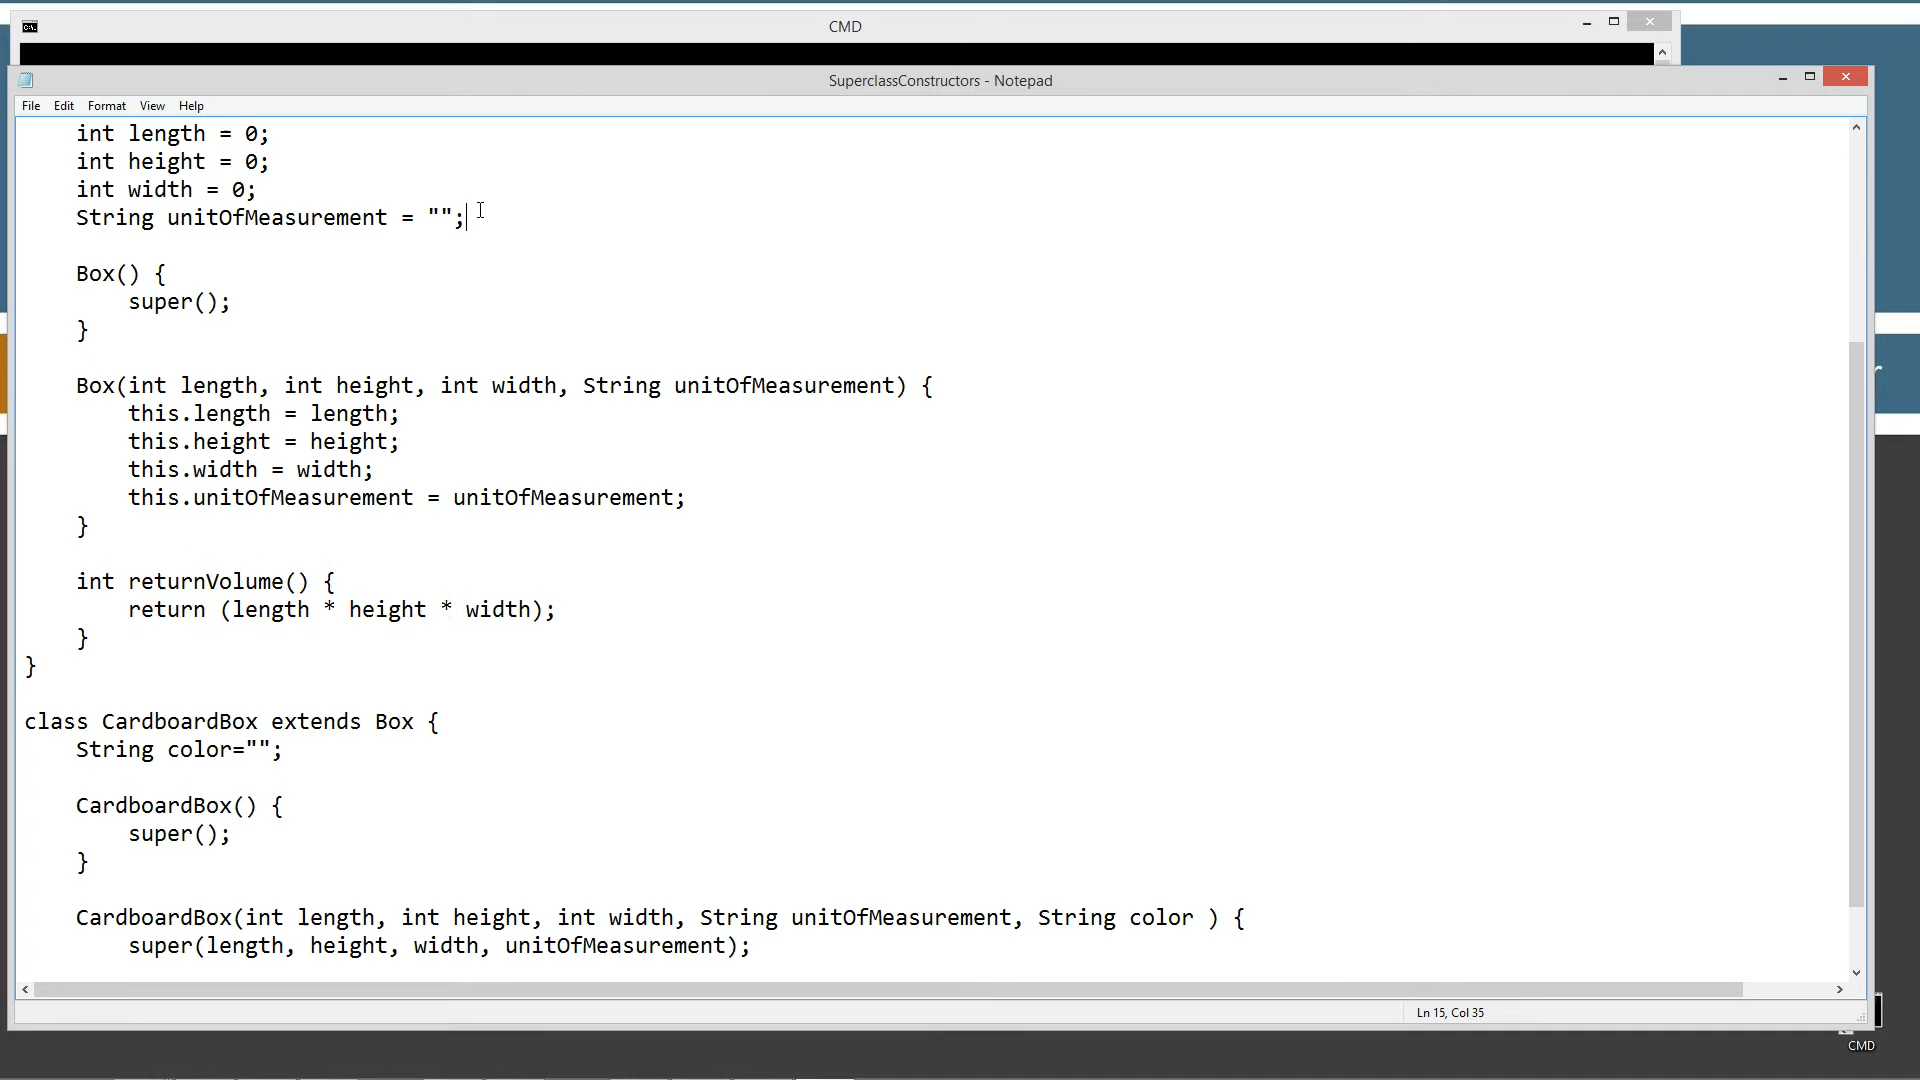 CMD
SuperclassConstructors - Notepad
File Edit Format View Help
int length = 0;
int height = 0;
int width = 0;
String unitOfMeasurement = "";
Box() {
super();
}
Box(int length, int height, int width, String unitOfMeasurement) {
this.length = length;
this.height = height;
this.width = width;
this.unitOfMeasurement = unitOfMeasurement;
}
int returnVolume() {
return (length * height * width);
}
}
class CardboardBox extends Box {
String color="";
CardboardBox() {
super();
}
CardboardBox(int length, int height, int width, String unitOfMeasurement, String color ) {
super(length, height, width, unitOfMeasurement);
Ln 15, Col 35
CMD